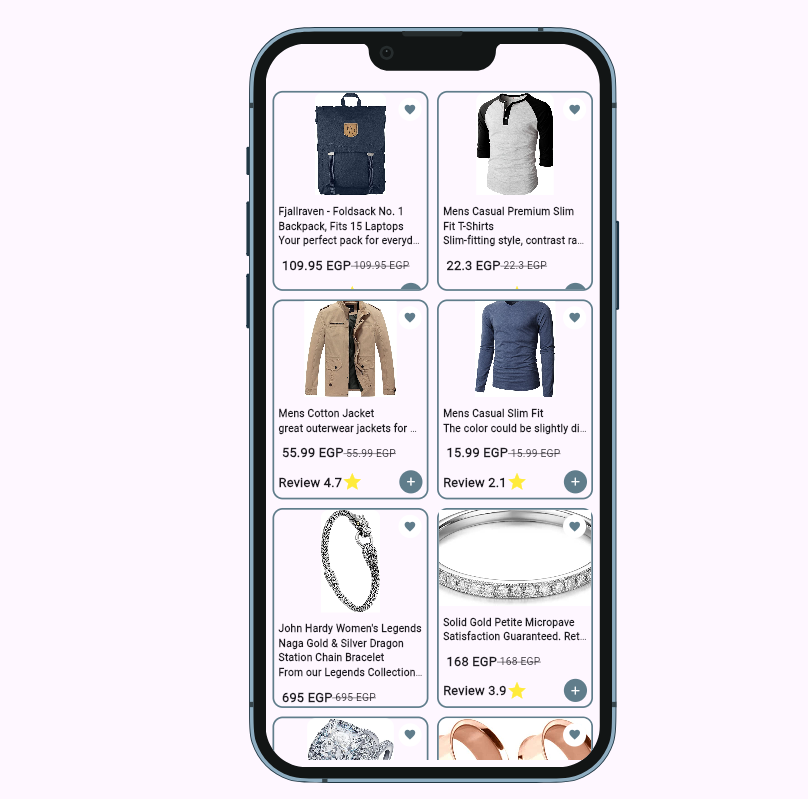 Fjallraven - Foldsack No. 1
Backpack, Fits 15 Laptops
Your perfect pack for everyd…
109.95 EGP 109.95 EGP
Mens Casual Premium Slim
Fit T-Shirts
Slim-fitting style, contrast ra…
22.3 EGP 22.3 EGP
Mens Cotton Jacket
great outerwear jackets for …
55.99 EGP 55.99 EGP
Review 4.7
Mens Casual Slim Fit
The color could be slightly di…
15.99 EGP 15.99 EGP
Review 2.1
John Hardy Women's Legends
Naga Gold & Silver Dragon
Station Chain Bracelet
From our Legends Collection…
695 EGP 695 EGP
Solid Gold Petite Micropave
Satisfaction Guaranteed. Ret…
168 EGP 168 EGP
Review 3.9